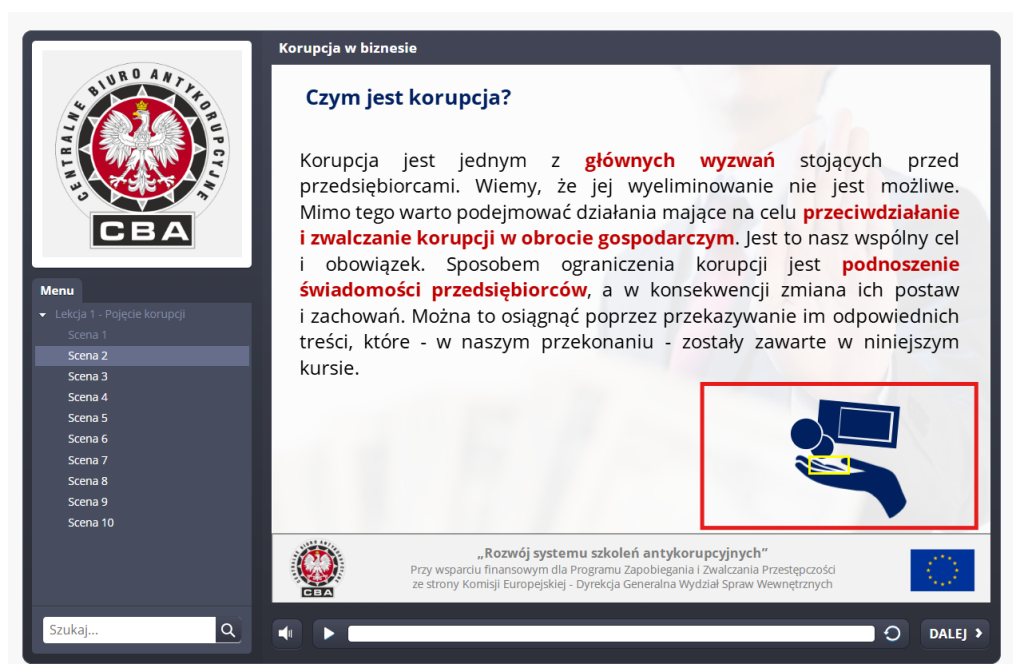 Korupcja w biznesie
CENTRALNE BIURO ANTYKORUPCYJNE
CBA
Menu
Lekcja 1 - Pojęcie korupcji
Scena 1
Scena 2
Scena 3
Scena 4
Scena 5
Scena 6
Scena 7
Scena 8
Scena 9
Scena 10
Szukaj...
Czym jest korupcja?
Korupcja jest jednym z głównych wyzwań stojących przed
przedsiębiorcami. Wiemy, że jej wyeliminowanie nie jest możliwe.
Mimo tego warto podejmować działania mające na celu przeciwdziałanie
i zwalczanie korupcji w obrocie gospodarczym. Jest to nasz wspólny cel
i obowiązek. Sposobem ograniczenia korupcji jest podnoszenie
świadomości przedsiębiorców, a w konsekwencji zmiana ich postaw
i zachowań. Można to osiągnąć poprzez przekazywanie im odpowiednich
treści, które - w naszym przekonaniu - zostały zawarte w niniejszym
kursie.
CBA
„Rozwój systemu szkoleń antykorupcyjnych”
Przy wsparciu finansowym dla Programu Zapobiegania i Zwalczania Przestępczości
ze strony Komisji Europejskiej - Dyrekcja Generalna Wydział Spraw Wewnętrznych
DALEJ